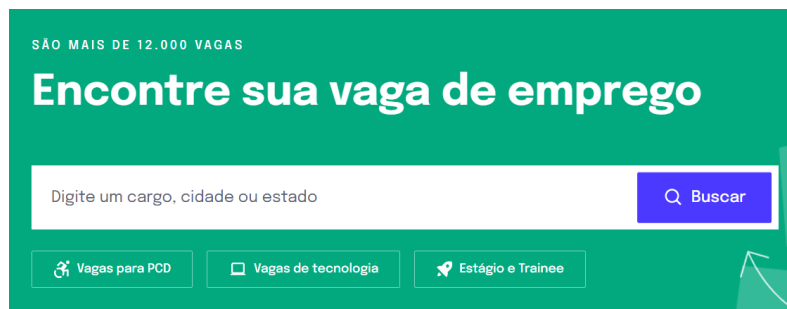 SÃO MAIS DE 12.000 VAGAS
Encontre sua vaga de emprego
Digite um cargo, cidade ou estado
Buscar
Vagas para PCD
Vagas de tecnologia
Estágio e Trainee